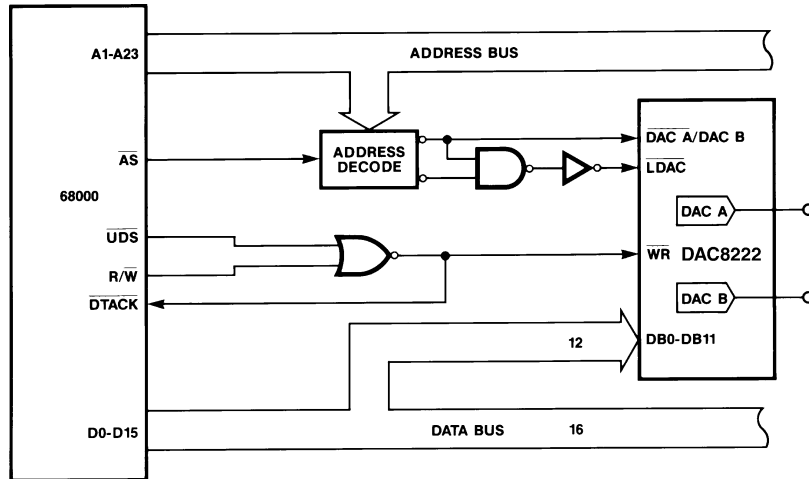 A1-A23
ADDRESS BUS
AS
ADDRESS
DECODE
DAC A/DAC B
LDAC
68000
DAC A
UDS
R/W
WR
DAC8222
DTACK
DAC B
DB0-DB11
12
D0-D15
DATA BUS
16